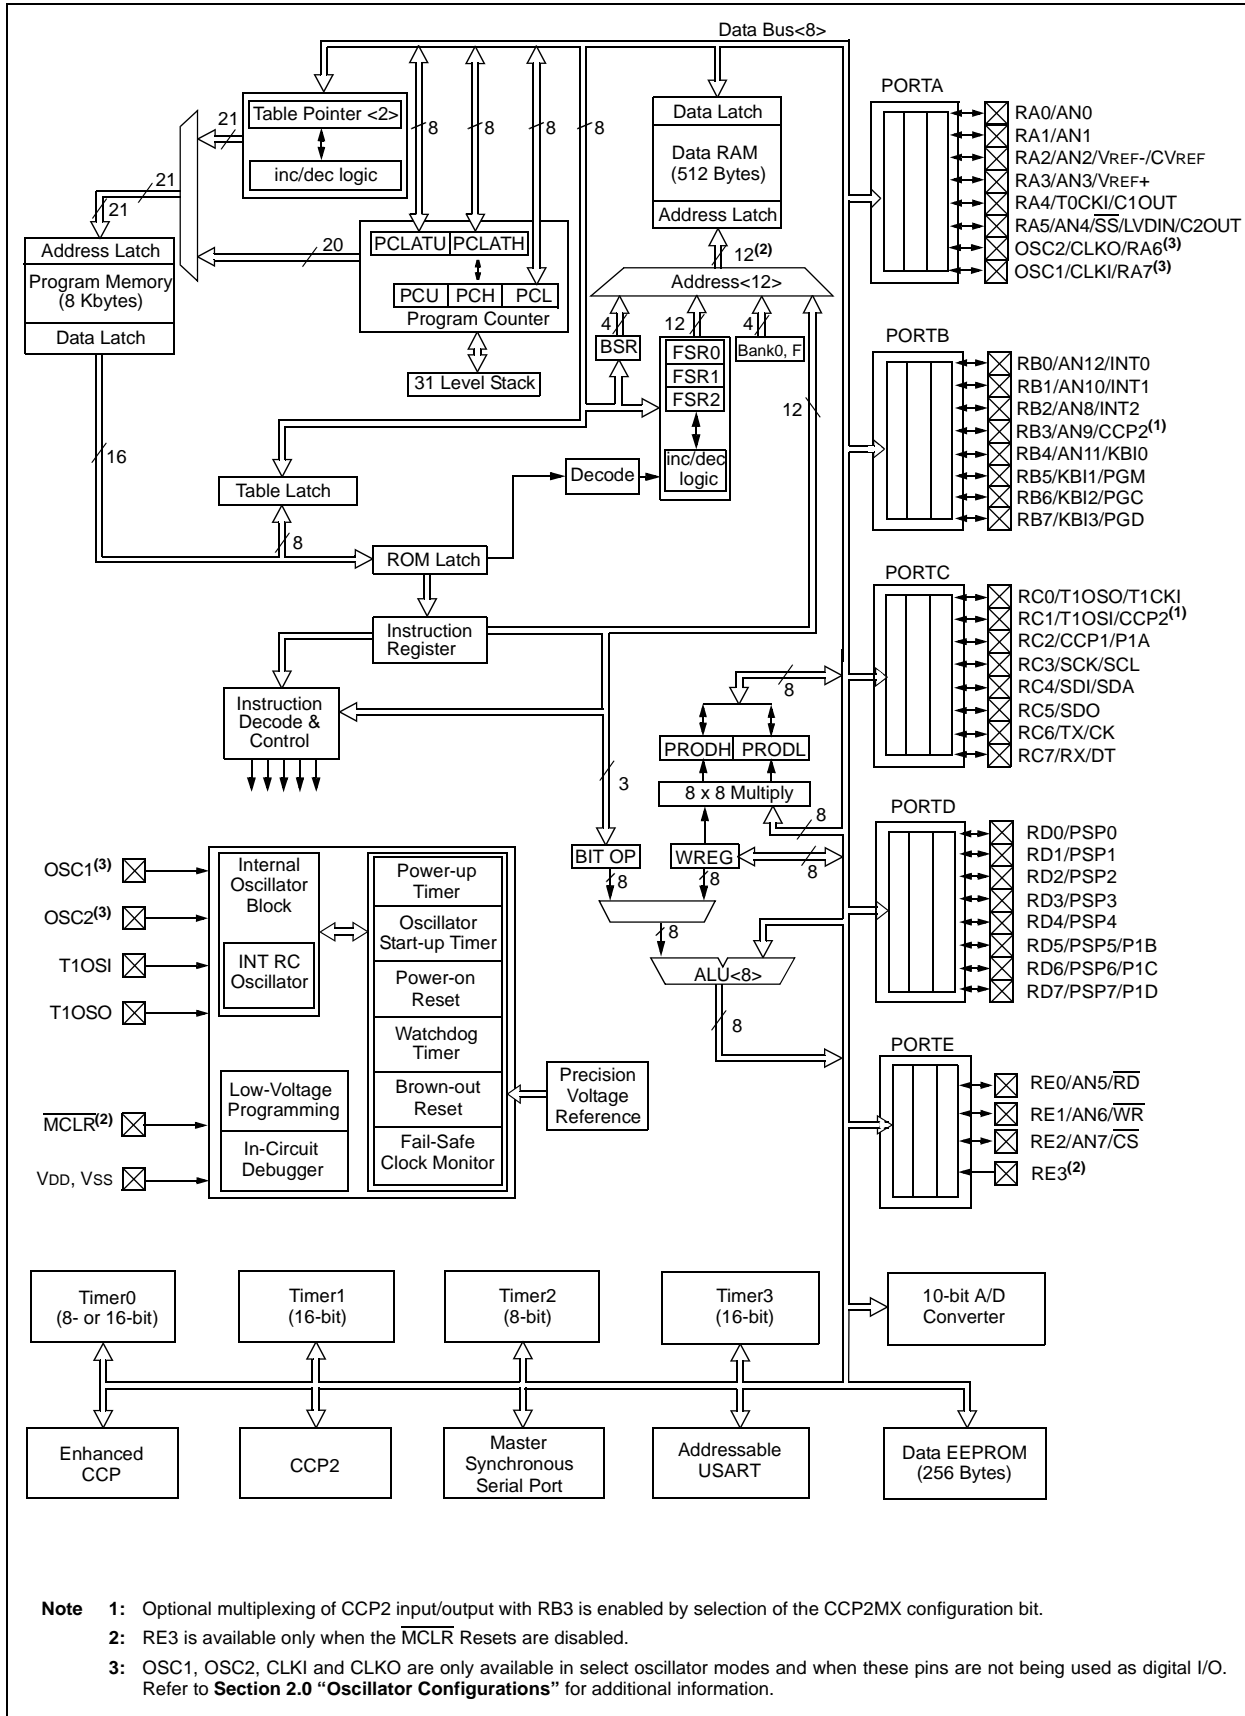 Data Bus<8>
Table Pointer <2>
inc/dec logic
21
8
8
8
8
21
21
20
Address Latch
Program Memory
(8 Kbytes)
Data Latch
PCLATU
PCLATH
PCU
PCH
PCL
Program Counter
31 Level Stack
Data Latch
Data RAM
(512 Bytes)
Address Latch
12(2)
Address<12>
4
12
4
BSR
FSR0
FSR1
FSR2
inc/dec
logic
Bank0, F
12
16
Table Latch
Decode
8
ROM Latch
Instruction
Register
Instruction
Decode &
Control
8
PRODH
PRODL
3
8 x 8 Multiply
8
BIT OP
WREG
8
8
8
8
ALU<8>
8
PORTA
RA0/AN0
RA1/AN1
RA2/AN2/VREF-/CVREF
RA3/AN3/VREF+
RA4/T0CKI/C1OUT
RA5/AN4/SS/LVDIN/C2OUT
OSC2/CLKO/RA6(3)
OSC1/CLKI/RA7(3)
PORTB
RB0/AN12/INT0
RB1/AN10/INT1
RB2/AN8/INT2
RB3/AN9/CCP2(1)
RB4/AN11/KBI0
RB5/KBI1/PGM
RB6/KBI2/PGC
RB7/KBI3/PGD
PORTC
RC0/T1OSO/T1CKI
RC1/T1OSI/CCP2(1)
RC2/CCP1/P1A
RC3/SCK/SCL
RC4/SDI/SDA
RC5/SDO
RC6/TX/CK
RC7/RX/DT
PORTD
RD0/PSP0
RD1/PSP1
RD2/PSP2
RD3/PSP3
RD4/PSP4
RD5/PSP5/P1B
RD6/PSP6/P1C
RD7/PSP7/P1D
PORTE
RE0/AN5/RD
RE1/AN6/WR
RE2/AN7/CS
RE3(2)
OSC1(3)
OSC2(3)
T1OSI
T1OSO
MCLR(2)
VDD, VSS
Internal
Oscillator
Block
INT RC
Oscillator
Low-Voltage
Programming
In-Circuit
Debugger
Power-up
Timer
Oscillator
Start-up Timer
Power-on
Reset
Watchdog
Timer
Brown-out
Reset
Fail-Safe
Clock Monitor
Precision
Voltage
Reference
Timer0
(8- or 16-bit)
Timer1
(16-bit)
Timer2
(8-bit)
Timer3
(16-bit)
10-bit A/D
Converter
Enhanced
CCP
CCP2
Master
Synchronous
Serial Port
Addressable
USART
Data EEPROM
(256 Bytes)
Note 1: Optional multiplexing of CCP2 input/output with RB3 is enabled by selection of the CCP2MX configuration bit.
2: RE3 is available only when the MCLR Resets are disabled.
3: OSC1, OSC2, CLKI and CLKO are only available in select oscillator modes and when these pins are not being used as digital I/O.
Refer to Section 2.0 “Oscillator Configurations” for additional information.